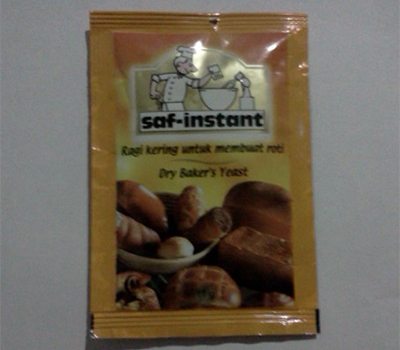 saf-instant
Ragi kering untuk membuat roti
Dry Baker's Yeast